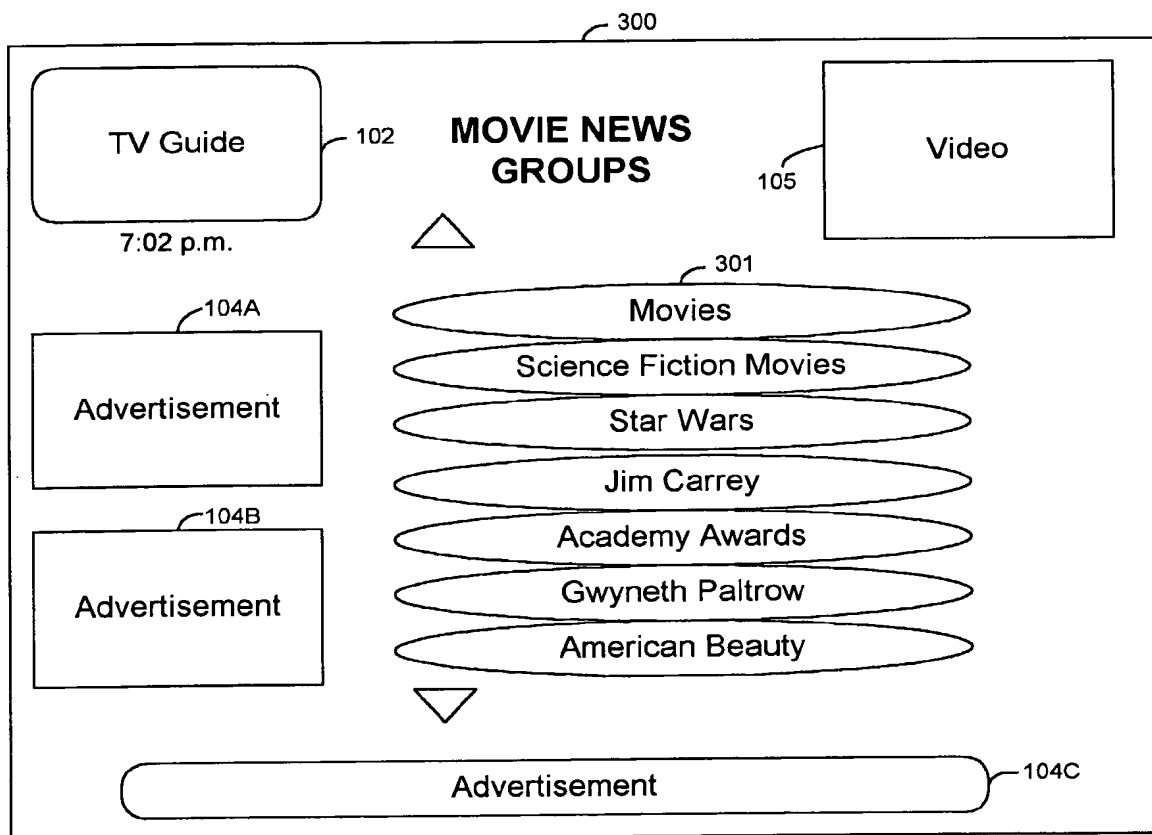 300
TV Guide
102
MOVIE NEWS
GROUPS
105
Video
7:02 p.m.
301
104A
Advertisement
104B
Advertisement
Movies
Science Fiction Movies
Star Wars
Jim Carrey
Academy Awards
Gwyneth Paltrow
American Beauty
Advertisement
104C